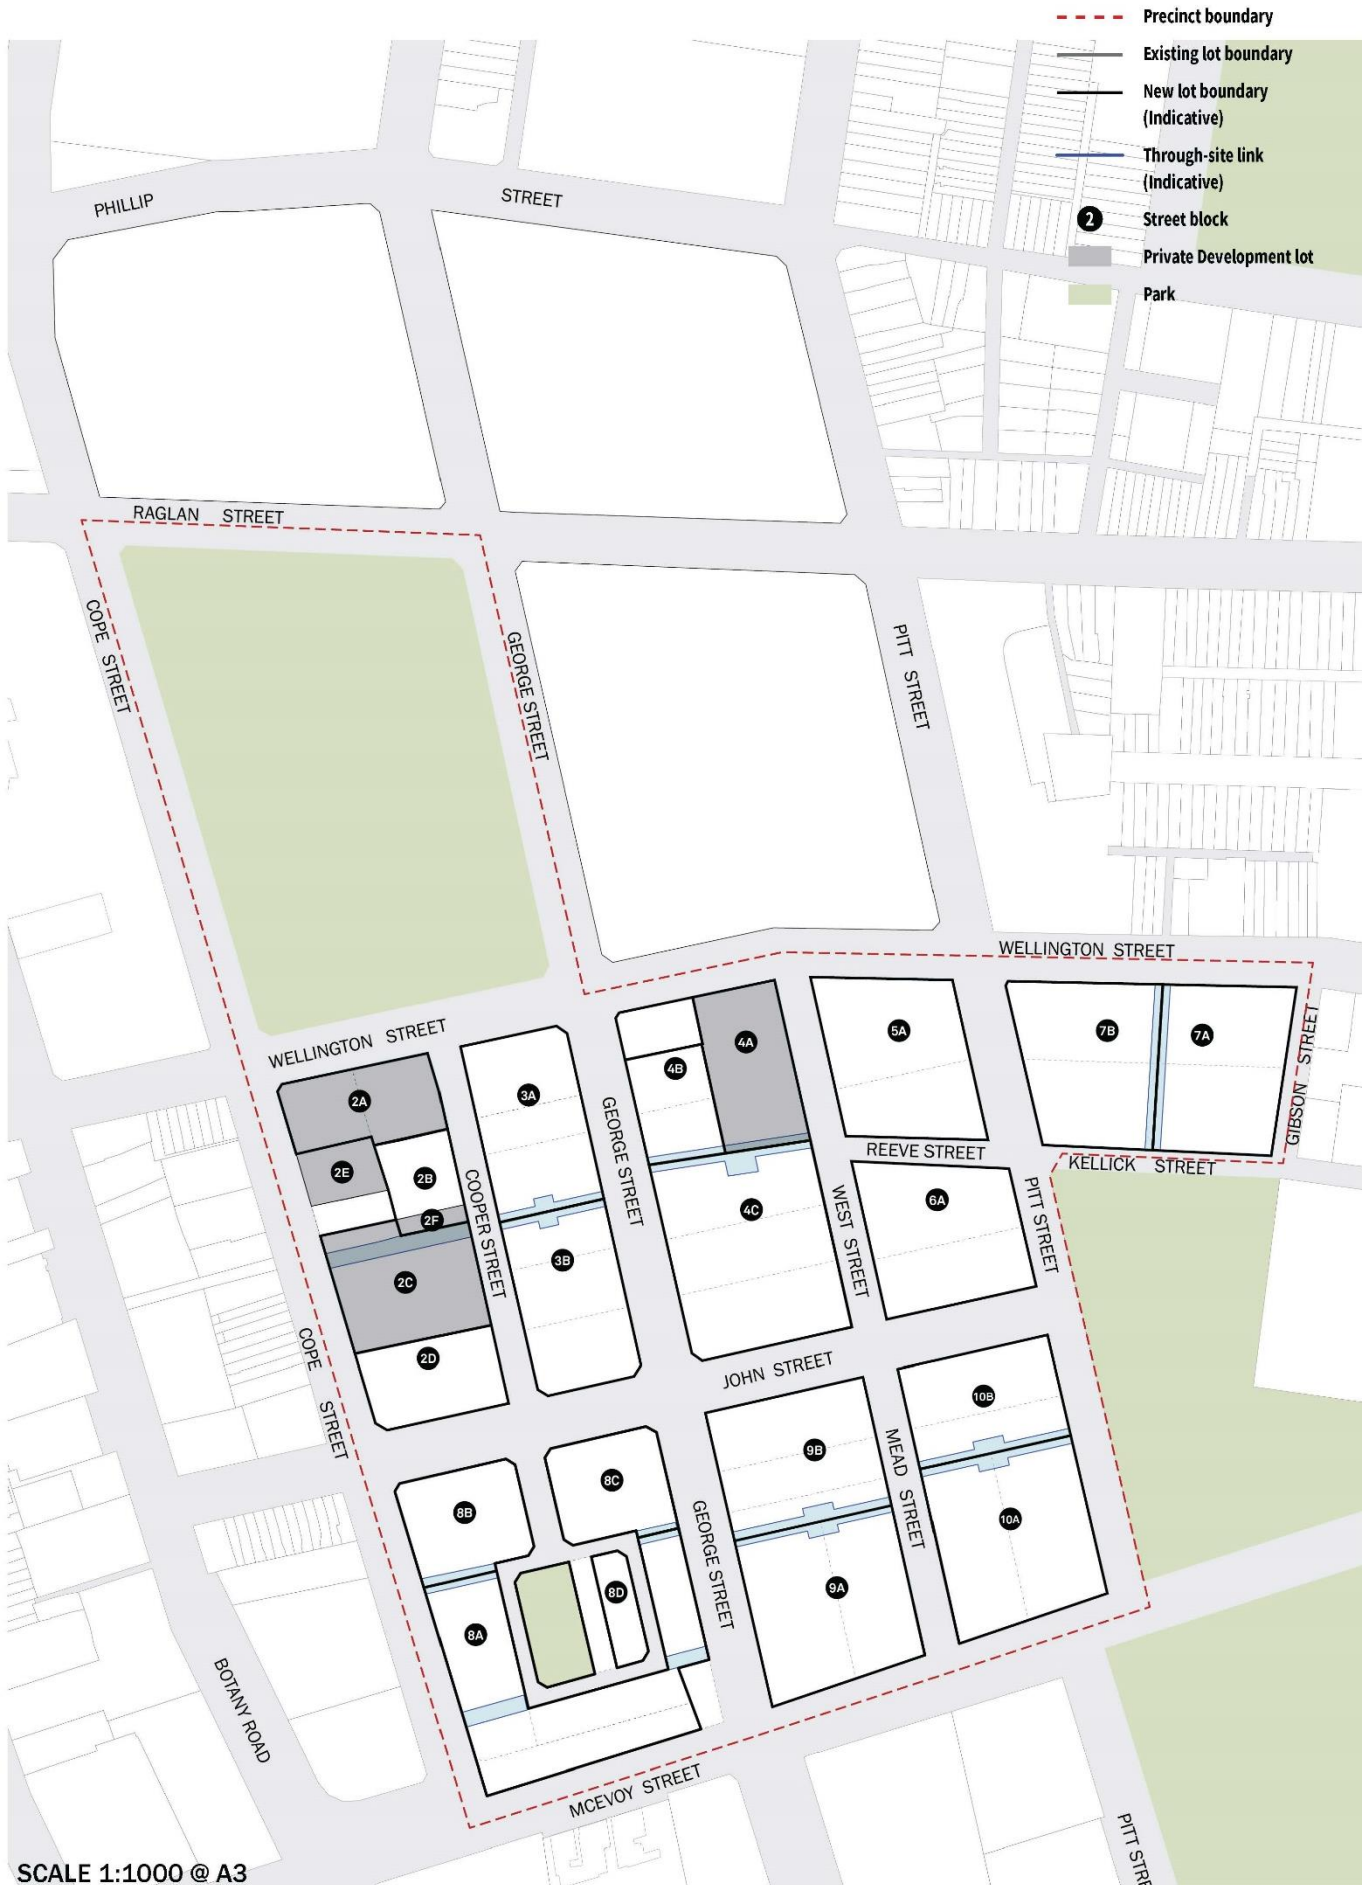 Precinct boundary
Existing lot boundary
New lot boundary
(Indicative)
Through-site link
(Indicative)
2
Street block
Private Development lot
Park
PHILLIP
STREET
RAGLAN STREET
COPE STREET
GEORGE STREET
PITT STREET
WELLINGTON STREET
WELLINGTON STREET
GIBSON STREET
KELLICK STREET
REEVE STREET
PITT STREET
COOPER STREET
GEORGE STREET
WEST STREET
2A
2E
2B
2F
2C
2D
3A
3B
4A
4B
4C
5A
6A
7B
7A
COPE STREET
JOHN STREET
MEAD STREET
GEORGE STREET
8B
8C
8D
8A
9B
9A
10B
10A
BOTANY ROAD
MCEVOY STREET
PITT STRE
SCALE 1:1000 @ A3